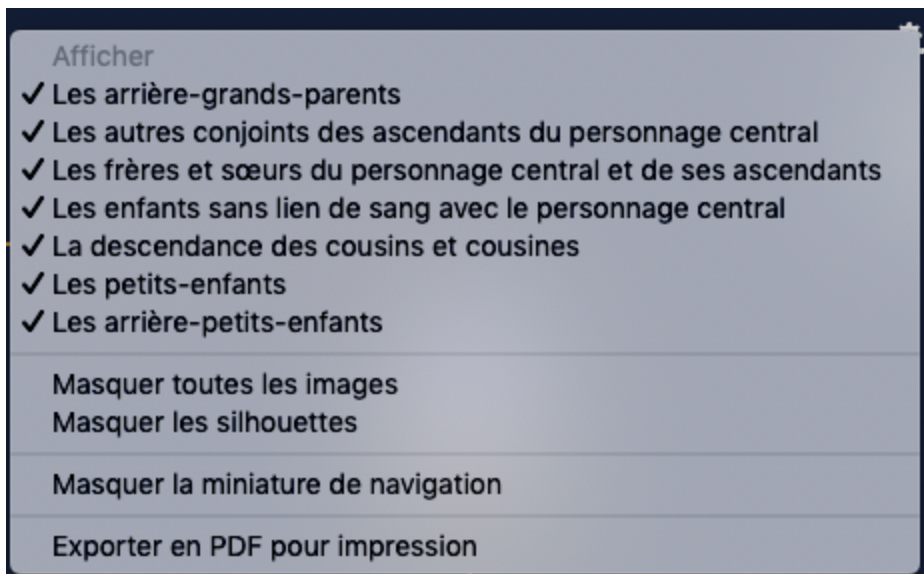 Afficher
✓ Les arrière-grands-parents
✓ Les autres conjoints des ascendants du personnage central
✓ Les frères et sœurs du personnage central et de ses ascendants
✓ Les enfants sans lien de sang avec le personnage central
✓ La descendance des cousins et cousines
✓ Les petits-enfants
✓ Les arrière-petits-enfants
Masquer toutes les images
Masquer les silhouettes
Masquer la miniature de navigation
Exporter en PDF pour impression